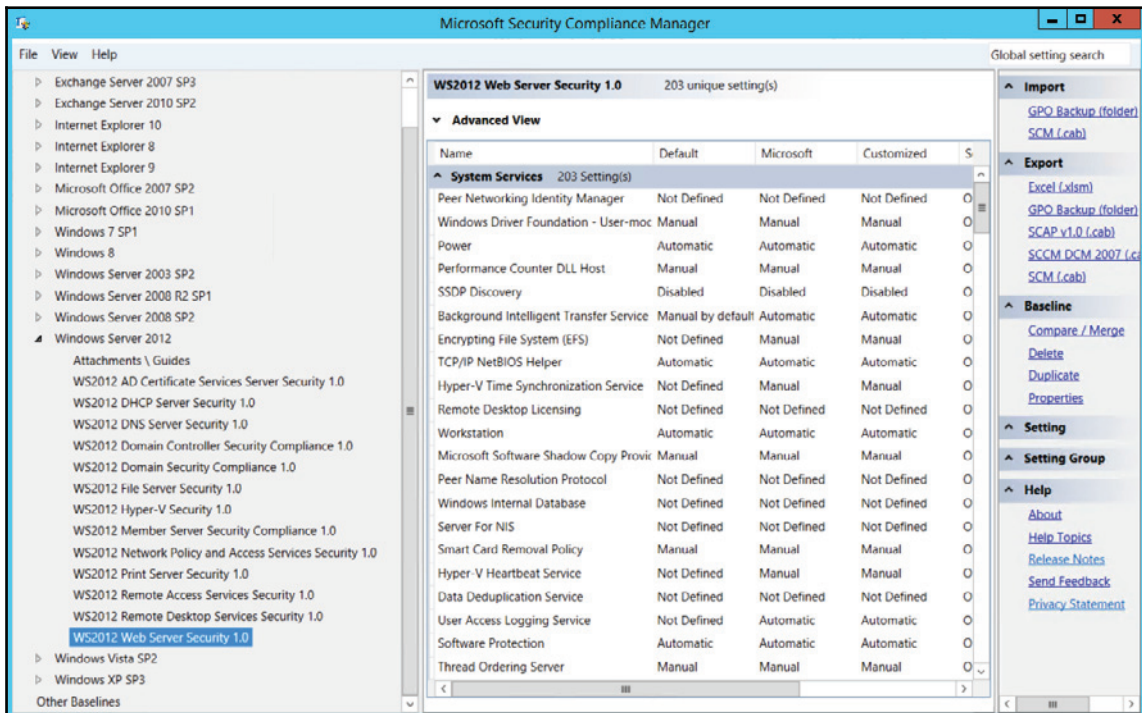 Microsoft Security Compliance Manager
File View Help
Global setting search
Exchange Server 2007 SP3
Exchange Server 2010 SP2
Internet Explorer 10
Internet Explorer 8
Internet Explorer 9
Microsoft Office 2007 SP2
Microsoft Office 2010 SP1
Windows 7 SP1
Windows 8
Windows Server 2003 SP2
Windows Server 2008 R2 SP1
Windows Server 2008 SP2
Windows Server 2012
Attachments \ Guides
WS2012 AD Certificate Services Server Security 1.0
WS2012 DHCP Server Security 1.0
WS2012 DNS Server Security 1.0
WS2012 Domain Controller Security Compliance 1.0
WS2012 Domain Security Compliance 1.0
WS2012 File Server Security 1.0
WS2012 Hyper-V Security 1.0
WS2012 Member Server Security Compliance 1.0
WS2012 Network Policy and Access Services Security 1.0
WS2012 Print Server Security 1.0
WS2012 Remote Access Services Security 1.0
WS2012 Remote Desktop Services Security 1.0
WS2012 Web Server Security 1.0
Windows Vista SP2
Windows XP SP3
Other Baselines
WS2012 Web Server Security 1.0 203 unique setting(s)
Advanced View
Name Default Microsoft Customized S
System Services 203 Setting(s)
Peer Networking Identity Manager Not Defined Not Defined Not Defined O
Windows Driver Foundation - User-moc Manual Manual Manual O
Power Automatic Automatic Automatic O
Performance Counter DLL Host Manual Manual Manual O
SSDP Discovery Disabled Disabled Disabled O
Background Intelligent Transfer Service Manual by default Automatic Automatic O
Encrypting File System (EFS) Not Defined Manual Manual O
TCP/IP NetBIOS Helper Automatic Automatic Automatic O
Hyper-V Time Synchronization Service Not Defined Manual Manual O
Remote Desktop Licensing Not Defined Not Defined Not Defined O
Workstation Automatic Automatic Automatic O
Microsoft Software Shadow Copy Provic Manual Manual Manual O
Peer Name Resolution Protocol Not Defined Not Defined Not Defined O
Windows Internal Database Not Defined Not Defined Not Defined O
Server For NIS Not Defined Not Defined Not Defined O
Smart Card Removal Policy Manual Manual Manual O
Hyper-V Heartbeat Service Not Defined Manual Manual O
Data Deduplication Service Not Defined Not Defined Not Defined O
User Access Logging Service Not Defined Automatic Automatic O
Software Protection Automatic Automatic Automatic O
Thread Ordering Server Manual Manual Manual O
Import
GPO Backup (folder)
SCM (.cab)
Export
Excel (.xlsm)
GPO Backup (folder)
SCAP v1.0 (.cab)
SCCM DCM 2007 (.ca
SCM (.cab)
Baseline
Compare / Merge
Delete
Duplicate
Properties
Setting
Setting Group
Help
About
Help Topics
Release Notes
Send Feedback
Privacy Statement